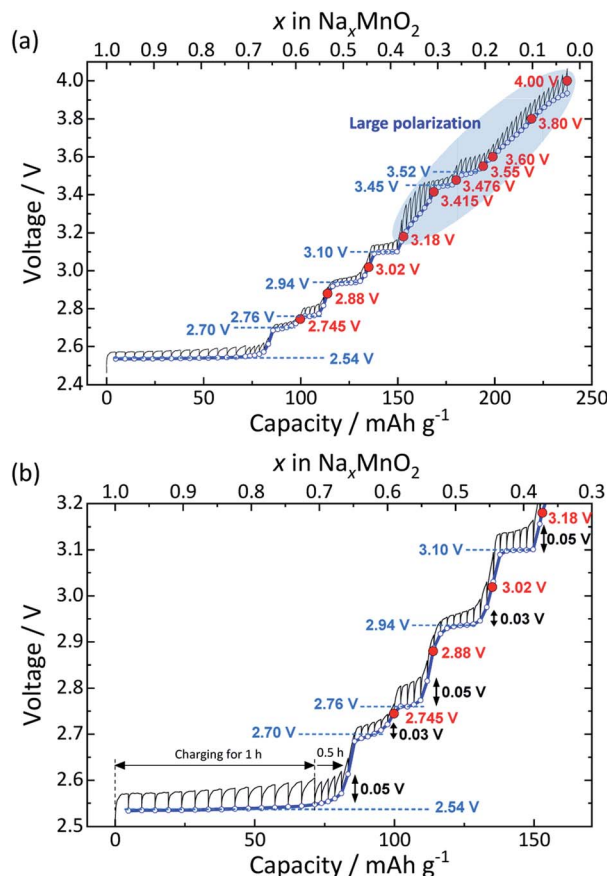 (a)
x in NaxMnO2
1.0 0.9 0.8 0.7 0.6 0.5 0.4 0.3 0.2 0.1 0.0
4.0
3.8
3.6
3.4
3.2
3.0
2.8
2.6
2.4
Voltage / V
Large polarization
4.00 V
3.80 V
3.60 V
3.55 V
3.476 V
3.415 V
3.18 V
3.02 V
2.88 V
2.745 V
3.52 V
3.45 V
3.10 V
2.94 V
2.76 V
2.70 V
2.54 V
0 50 100 150 200 250
Capacity / mAh g-1
(b)
x in NaxMnO2
1.0 0.9 0.8 0.7 0.6 0.5 0.4 0.3
3.2
3.1
3.0
2.9
2.8
2.7
2.6
2.5
Voltage / V
3.18 V
0.05 V
3.10 V
3.02 V
2.94 V
0.03 V
2.88 V
0.05 V
2.76 V
2.745 V
2.70 V
0.03 V
Charging for 1 h
0.5 h
0.05 V
2.54 V
0 50 100 150
Capacity / mAh g-1